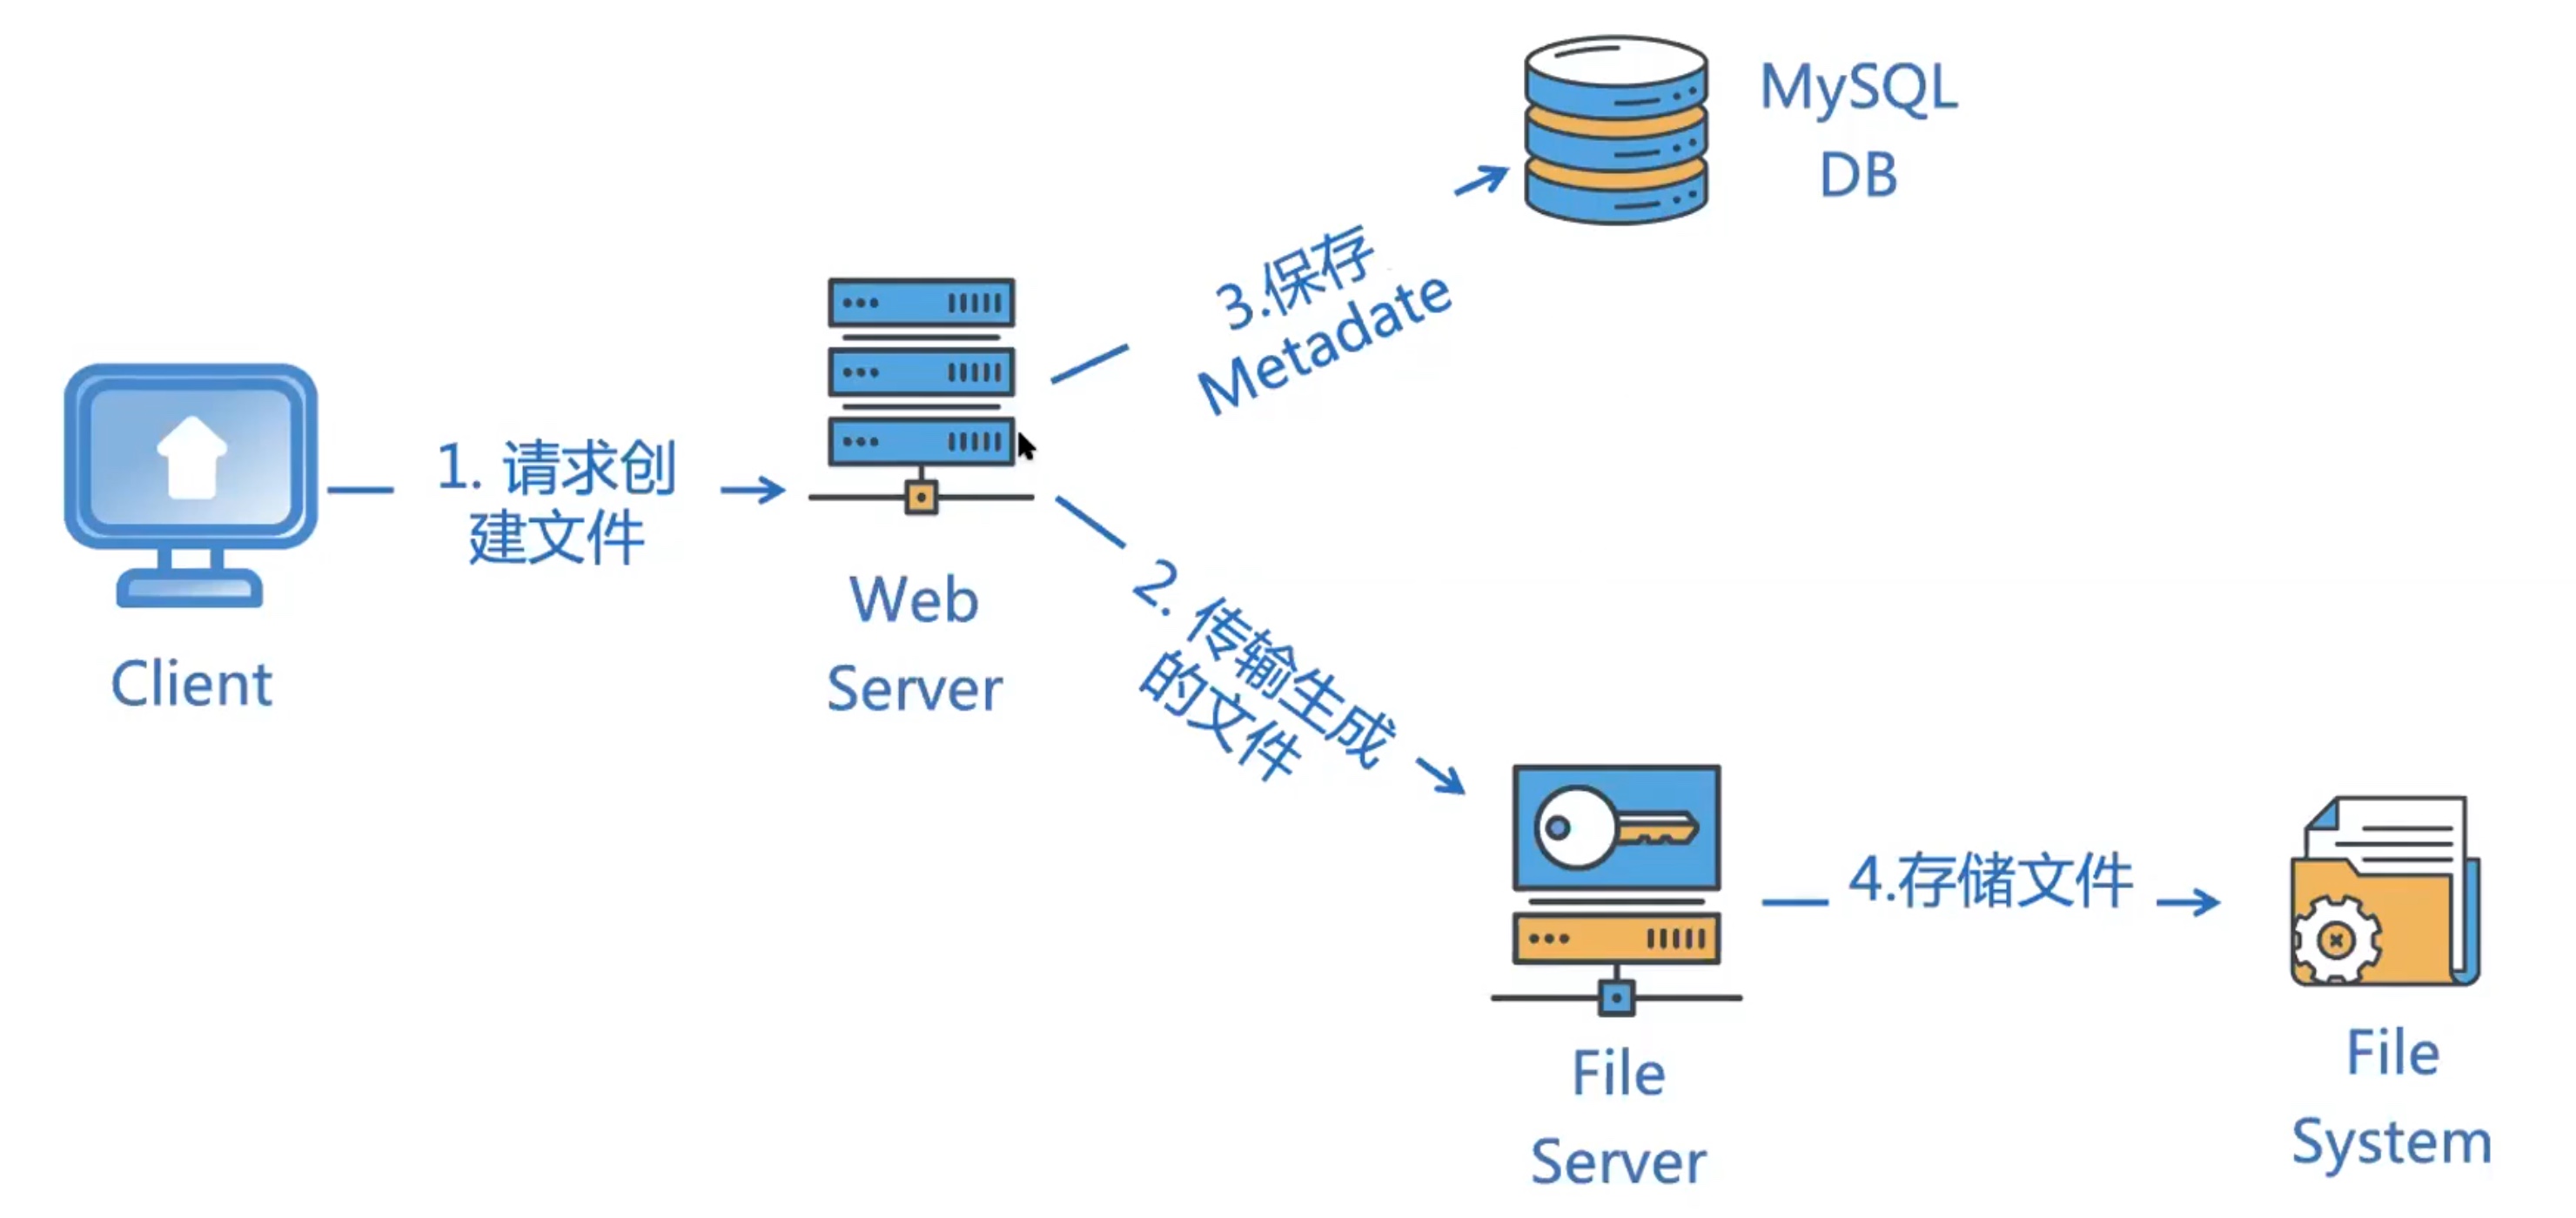 Client
1. 请求创
建文件
Web
Server
3.保存
Metadate
MySQL
DB
2. 传输生成
的文件
File
Server
4.存储文件
File
System